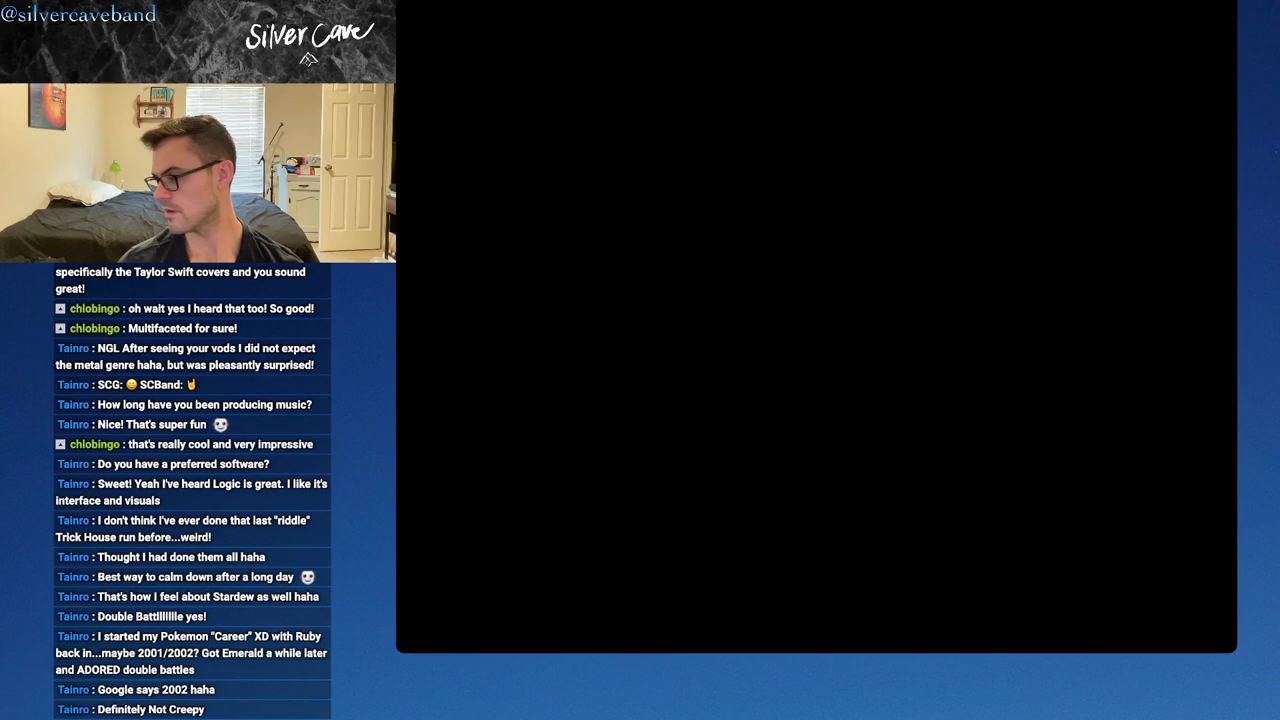 @silvercaveband
Silver Cave
specifically the Taylor Swift covers and you sound
great!
chlobingo : oh wait yes I heard that too! So good!
chlobingo : Multifaceted for sure!
Tainro : NGL After seeing your vods I did not expect
the metal genre haha, but was pleasantly surprised!
Tainro : SCG: 😀 SCBand: 🤘
Tainro : How long have you been producing music?
Tainro : Nice! That's super fun
chlobingo : that's really cool and very impressive
Tainro : Do you have a preferred software?
Tainro : Sweet! Yeah I've heard Logic is great. I like it's
interface and visuals
Tainro : I don't think I've ever done that last "riddle"
Trick House run before...weird!
Tainro : Thought I had done them all haha
Tainro : Best way to calm down after a long day
Tainro : That's how I feel about Stardew as well haha
Tainro : Double Battlllllllle yes!
Tainro : I started my Pokemon "Career" XD with Ruby
back in...maybe 2001/2002? Got Emerald a while later
and ADORED double battles
Tainro : Google says 2002 haha
Tainro : Definitely Not Creepy